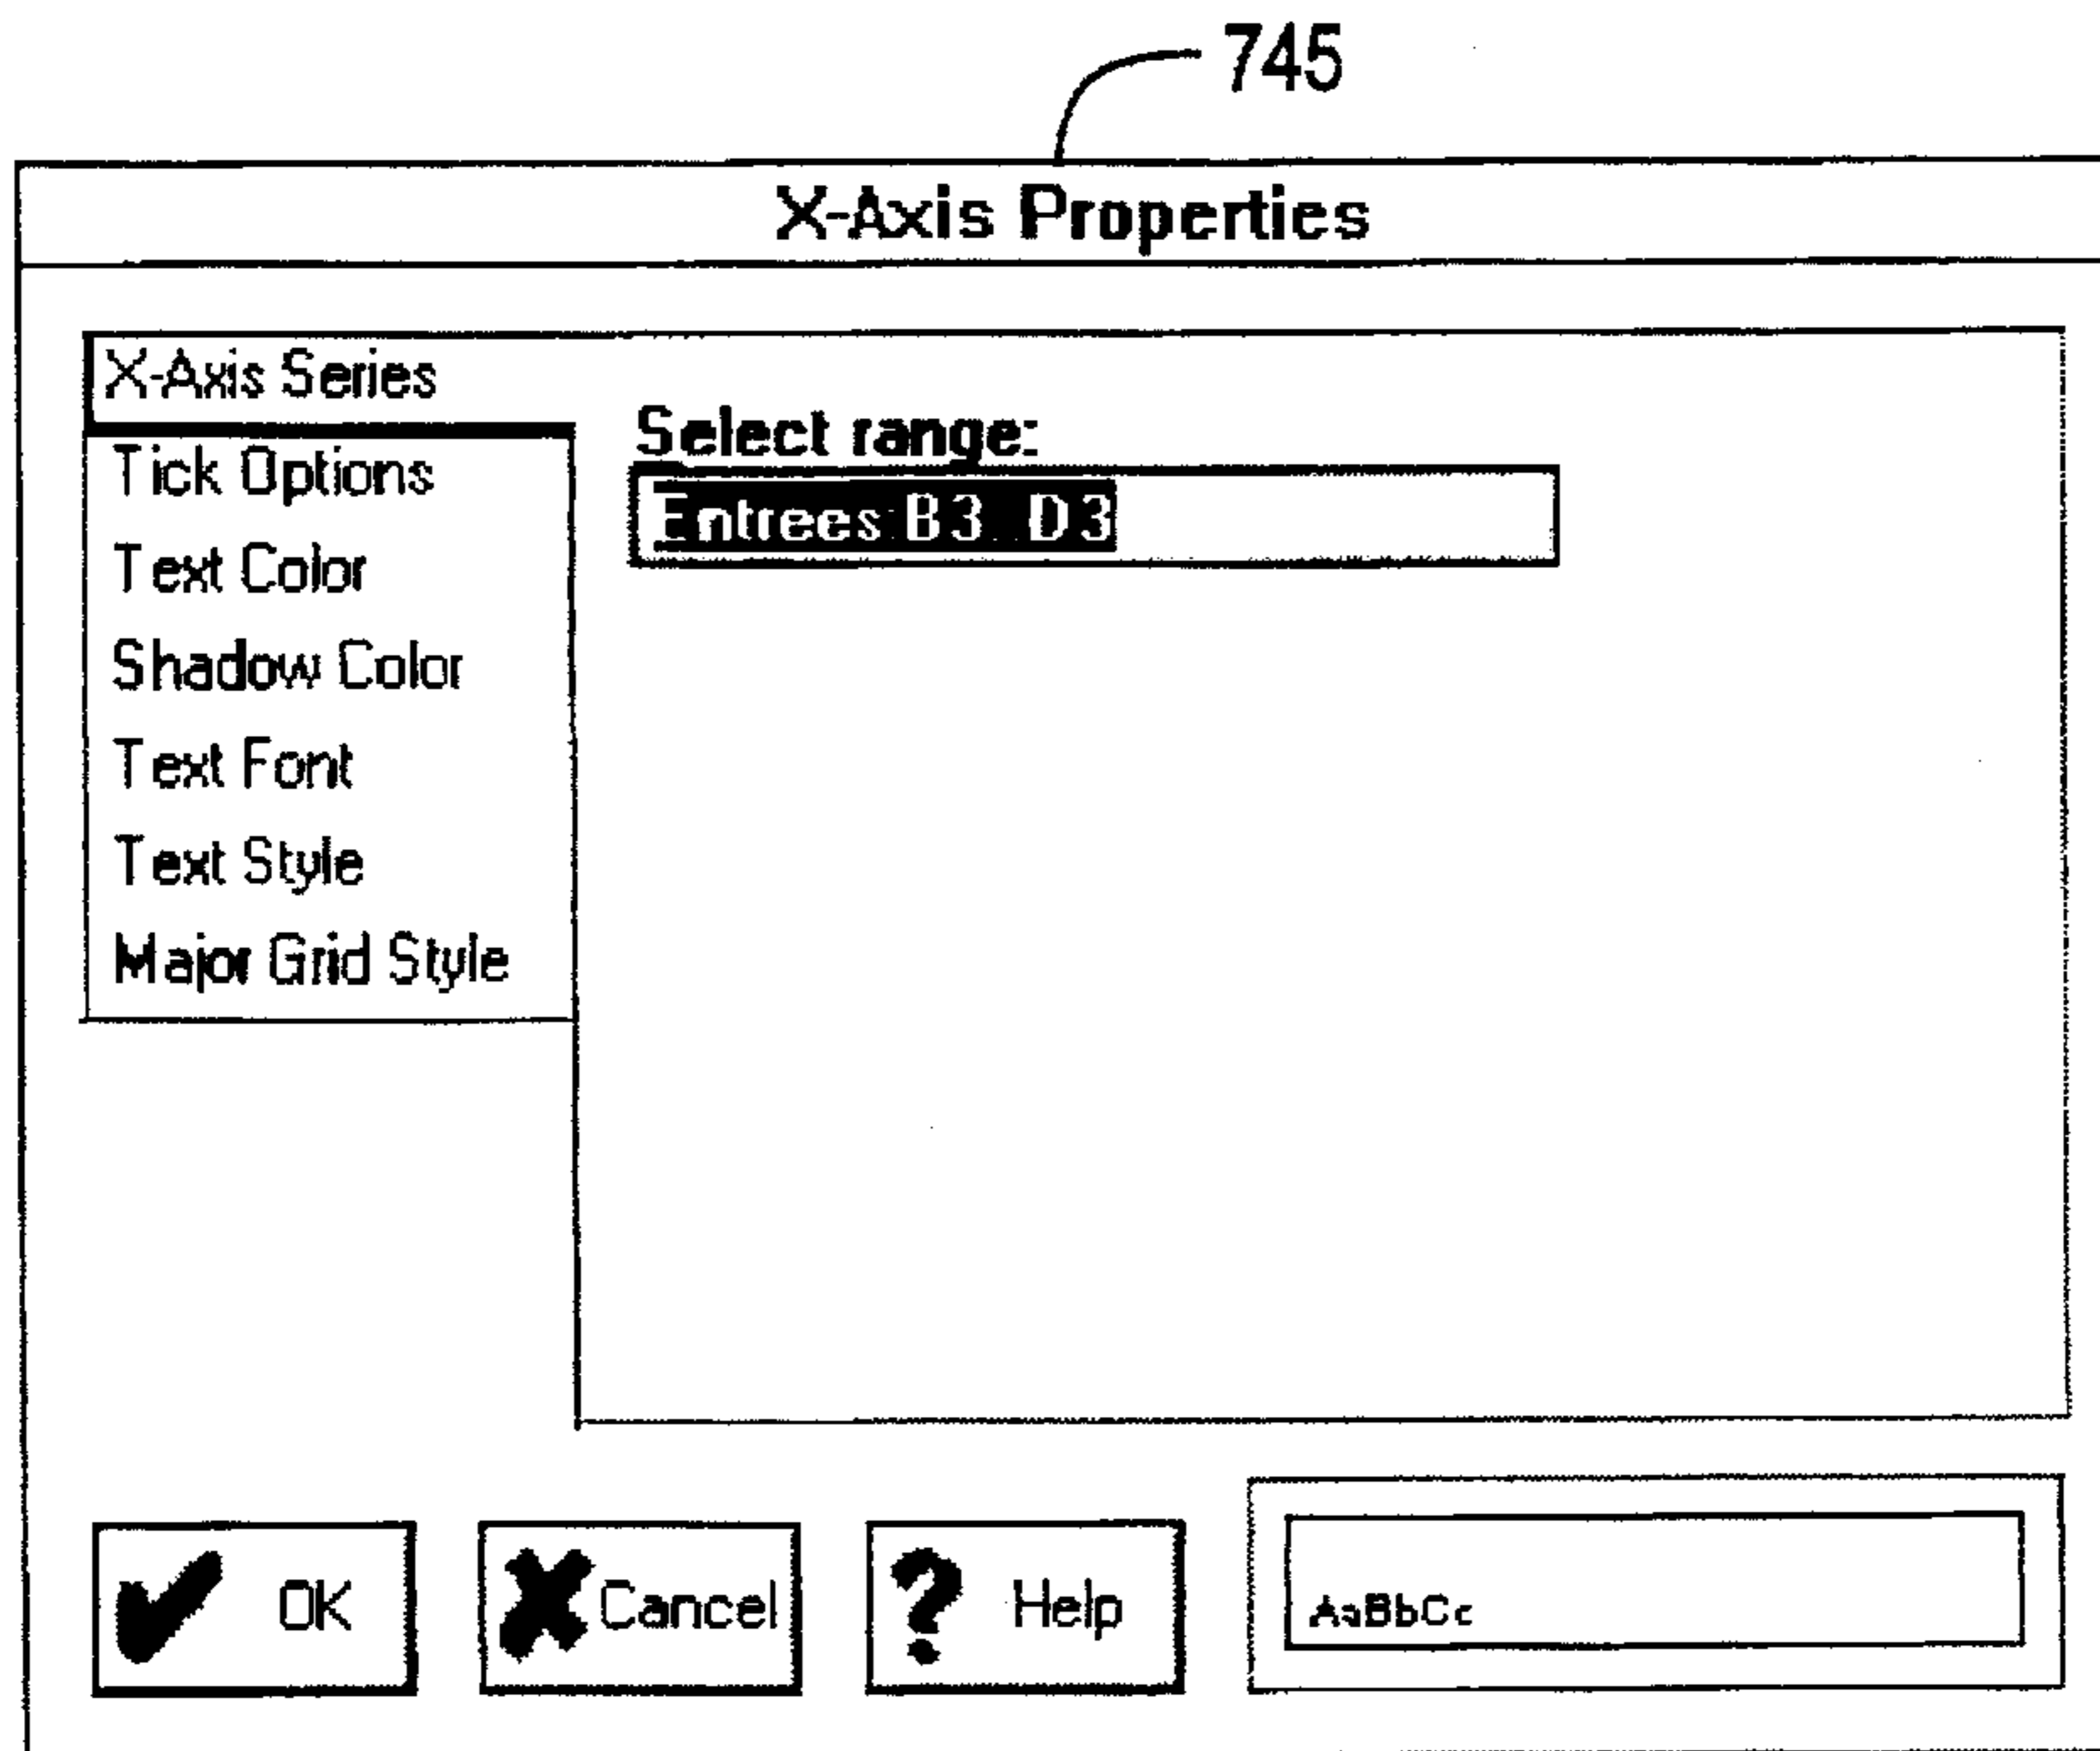 745
X-Axis Properties
X-Axis Series
Select range:
Entrees:B3..D3
Tick Options
Text Color
Shadow Color
Text Font
Text Style
Major Grid Style
OK
Cancel
? Help
AaBbCc